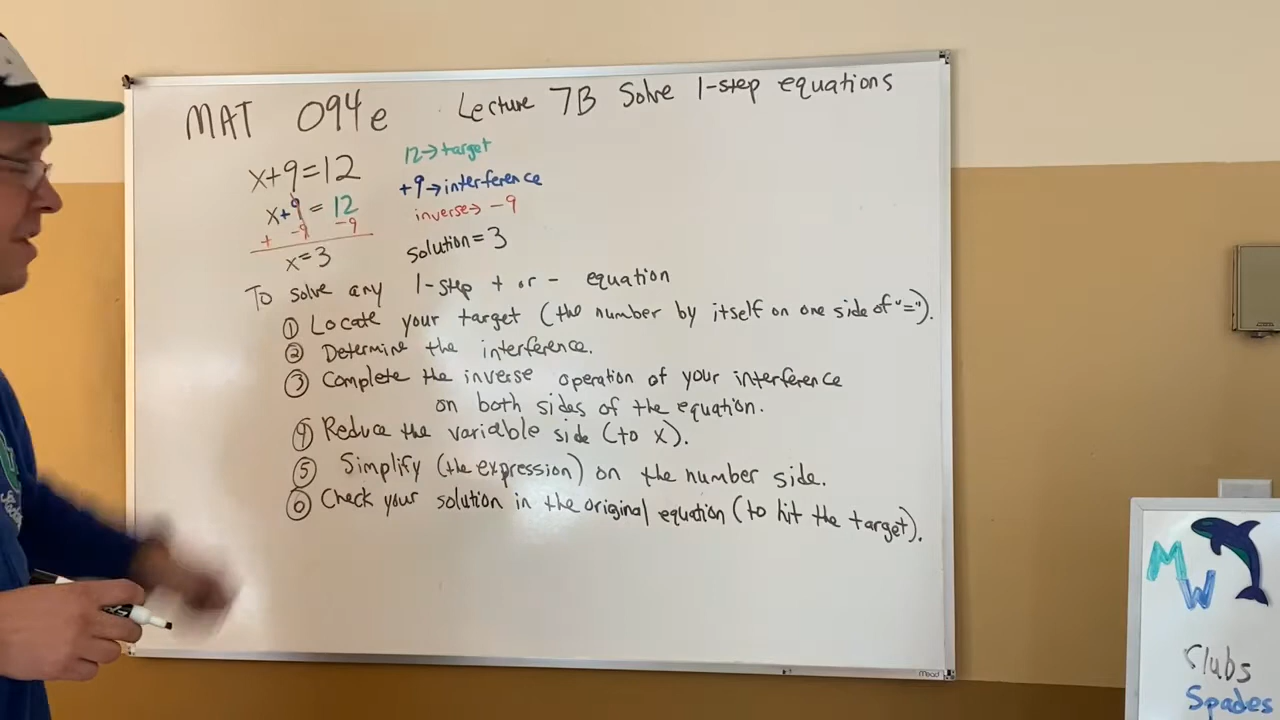 MAT 094e Lecture 7B Solve 1-step equations
x+9=12
12→target
+9→interference
x+9 = 12
inverse→ -9
+ -9 -9
x=3
solution=3
To solve any 1-step + or - equation
① Locate your target (the number by itself on one side of "=").
② Determine the interference.
③ Complete the inverse operation of your interference
on both sides of the equation.
④ Reduce the variable side (to x).
⑤ Simplify (the expression) on the number side.
⑥ Check your solution in the original equation (to hit the target).
MW
Clubs
Spades